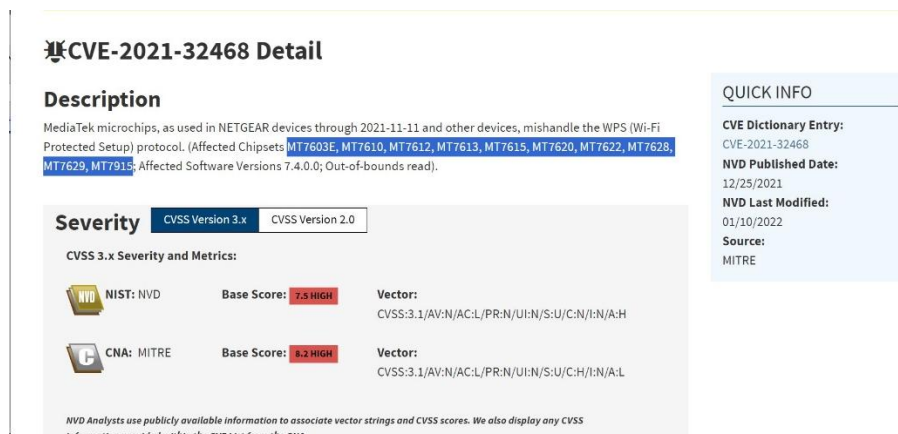 CVE-2021-32468 Detail
Description
MediaTek microchips, as used in NETGEAR devices through 2021-11-11 and other devices, mishandle the WPS (Wi-Fi
Protected Setup) protocol. (Affected Chipsets MT7603E, MT7610, MT7612, MT7613, MT7615, MT7620, MT7622, MT7628,
MT7629, MT7915; Affected Software Versions 7.4.0.0; Out-of-bounds read).
Severity
CVSS Version 3.x
CVSS Version 2.0
CVSS 3.x Severity and Metrics:
NVD
NIST: NVD
Base Score: 7.5 HIGH
Vector:
CVSS:3.1/AV:N/AC:L/PR:N/UI:N/S:U/C:N/I:N/A:H
C
CNA: MITRE
Base Score: 8.2 HIGH
Vector:
CVSS:3.1/AV:N/AC:L/PR:N/UI:N/S:U/C:H/I:N/A:L
NVD Analysts use publicly available information to associate vector strings and CVSS scores. We also display any CVSS
QUICK INFO
CVE Dictionary Entry:
CVE-2021-32468
NVD Published Date:
12/25/2021
NVD Last Modified:
01/10/2022
Source:
MITRE